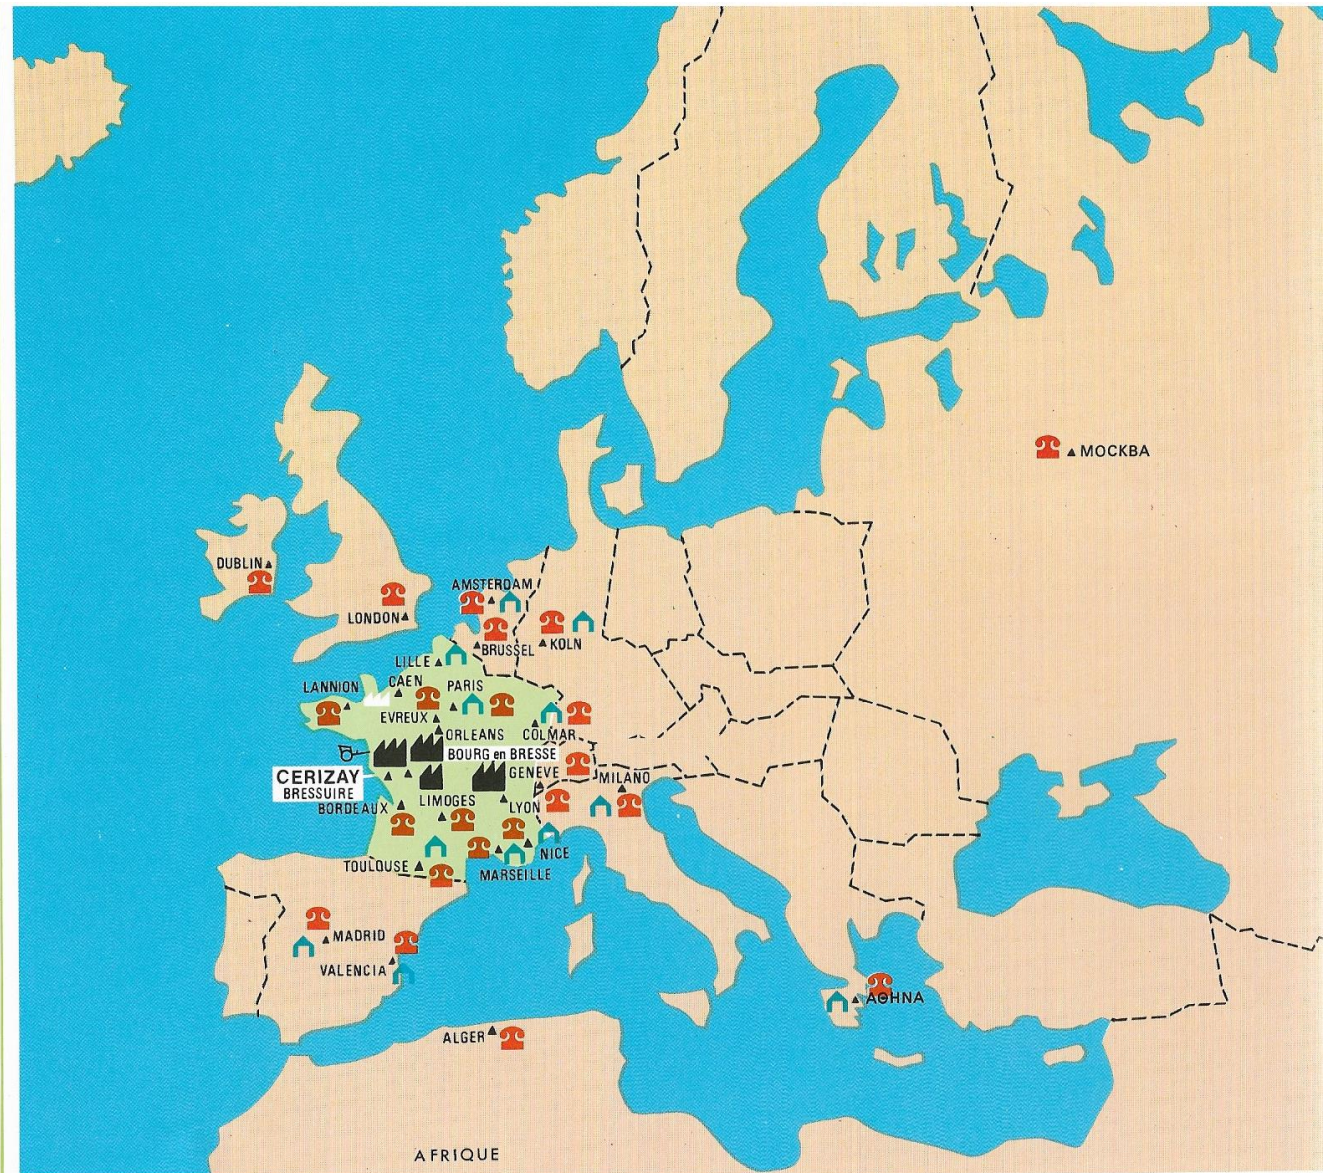 МОСКВА
DUBLIN
AMSTERDAM
LONDON
BRUSSEL
KOLN
LILLE
CAEN
PARIS
LANNION
EVREUX
ORLEANS
COLMAR
BOURG en BRESSE
CERIZAY
BRESSUIRE
GENEVE
MILANO
LIMOGES
LYON
BORDEAUX
NICE
TOULOUSE
MARSEILLE
MADRID
VALENCIA
ΑΘΗΝΑ
ALGER
AFRIQUE